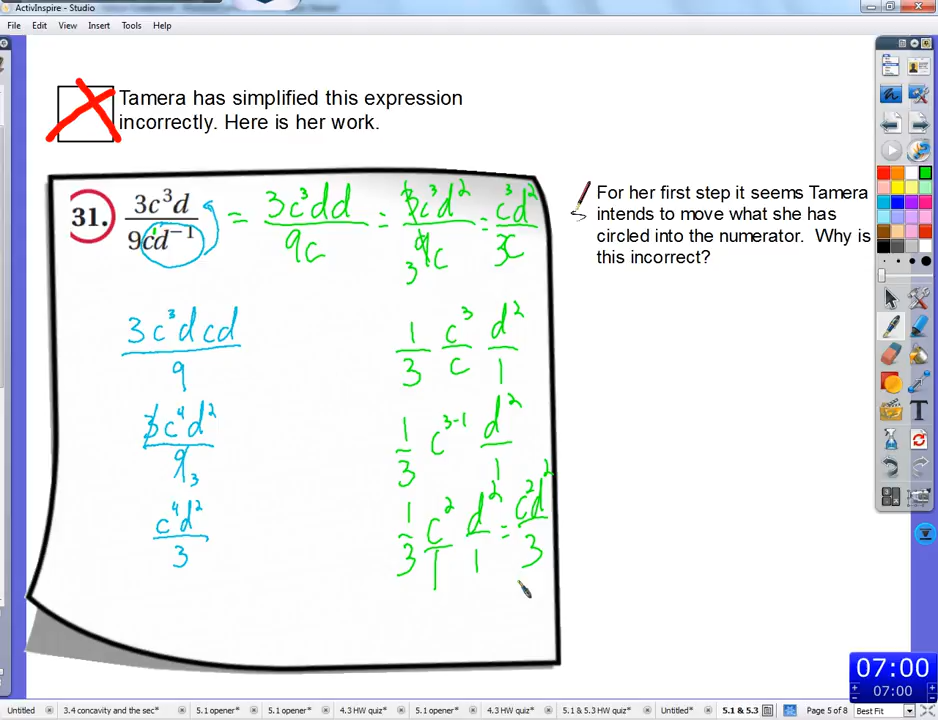 ActivInspire - Studio
File Edit View Insert Tools Help
Tamera has simplified this expression
incorrectly. Here is her work.
For her first step it seems Tamera
intends to move what she has
circled into the numerator. Why is
this incorrect?
31. 3c³d / 9cd⁻¹ = 3c³dd / 9c = 3c³d² / 9c = c³d² / 3c
3
3c³dcd / 9
1/3 c³/c d²/1
3c⁴d² / 9 3
1/3 c³⁻¹ d²/1
c⁴d² / 3
1/3 c²/1 d²/1 = c²d²/3
07:00
07:00
Untitled 3.4 concavity and the sec* 5.1 opener* 5.1 opener* 4.3 HW quiz* 5.1 opener* 4.3 HW quiz* 5.1 & 5.3 HW* Untitled* 5.1 & 5.3 Page 5 of 8 Best Fit